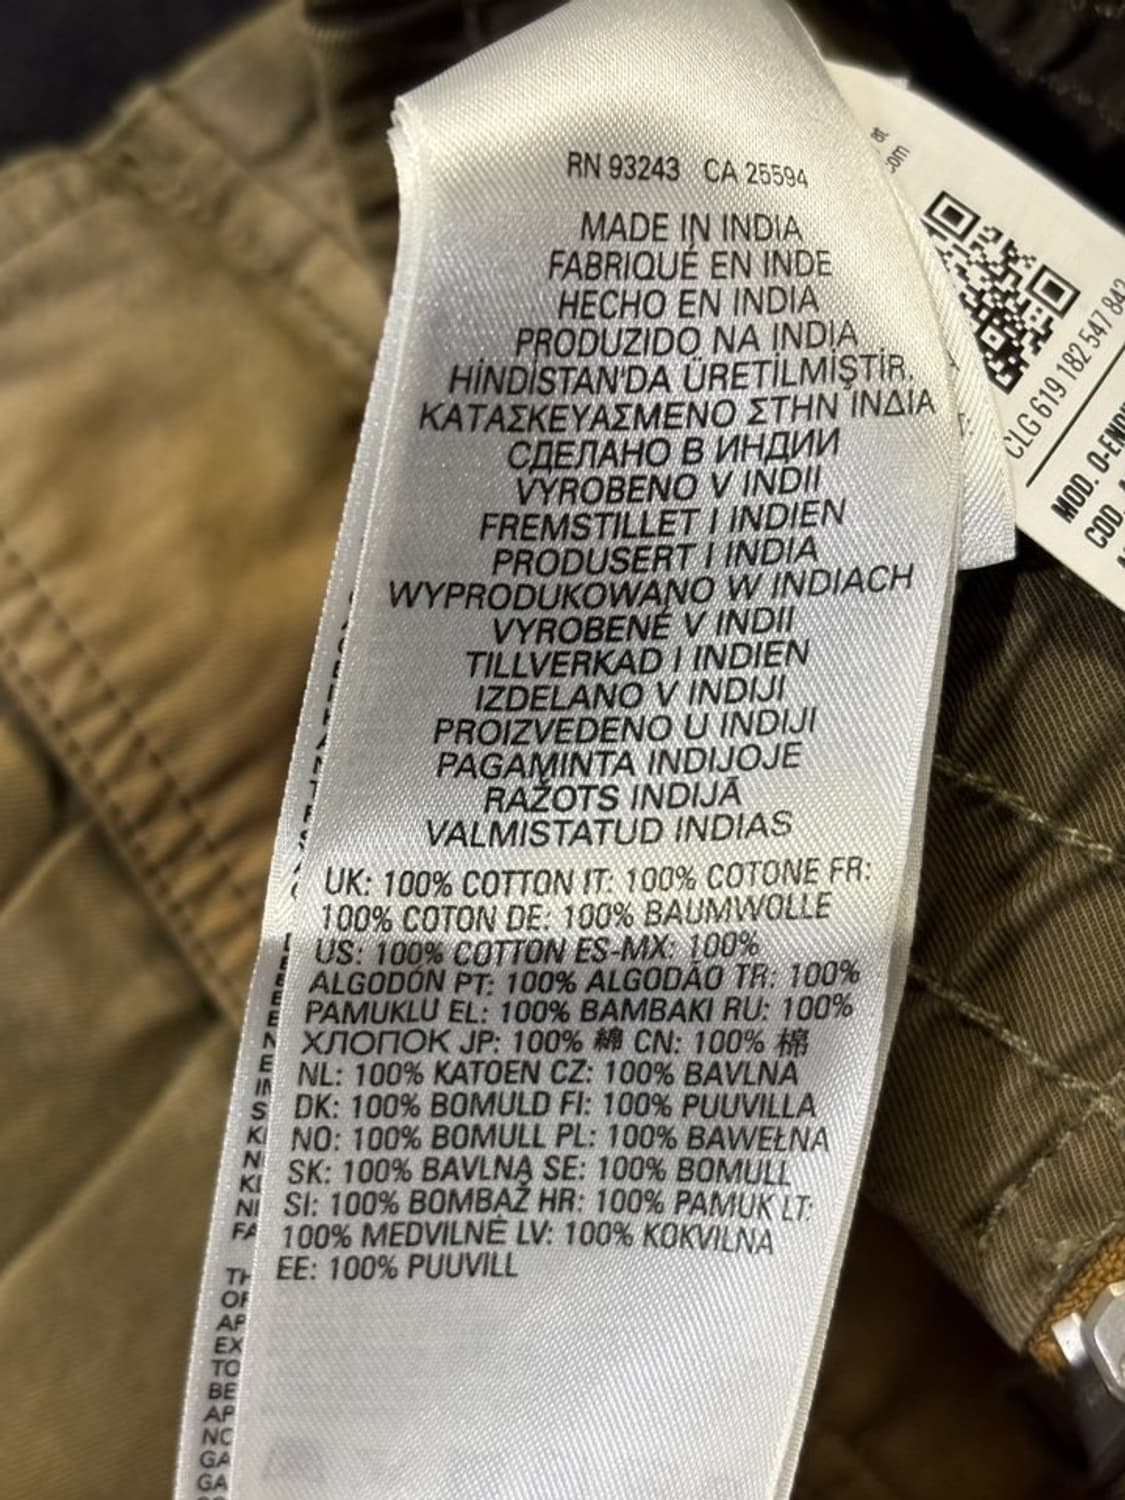 RN 93243 CA 25594
MADE IN INDIA
FABRIQUÉ EN INDE
HECHO EN INDIA
PRODUZIDO NA INDIA
HİNDİSTAN'DA ÜRETİLMİŞTİR.
ΚΑΤΑΣΚΕΥΑΣΜΕΝΟ ΣΤΗΝ ΙΝΔΙΑ
СДЕЛАНО В ИНДИИ
VYROBENO V INDII
FREMSTILLET I INDIEN
PRODUSERT I INDIA
WYPRODUKOWANO W INDIACH
VYROBENÉ V INDII
TILLVERKAD I INDIEN
IZDELANO V INDIJI
PROIZVEDENO U INDIJI
PAGAMINTA INDIJOJE
RAŽOTS INDIJĀ
VALMISTATUD INDIAS
UK: 100% COTTON IT: 100% COTONE FR:
100% COTON DE: 100% BAUMWOLLE
US: 100% COTTON ES-MX: 100%
ALGODÓN PT: 100% ALGODÃO TR: 100%
PAMUKLU EL: 100% BAMBAKI RU: 100%
ХЛОПОК JP: 100% 綿 CN: 100% 棉
NL: 100% KATOEN CZ: 100% BAVLNA
DK: 100% BOMULD FI: 100% PUUVILLA
NO: 100% BOMULL PL: 100% BAWEŁNA
SK: 100% BAVLNA SE: 100% BOMULL
SI: 100% BOMBAŽ HR: 100% PAMUK LT:
100% MEDVILNĖ LV: 100% KOKVILNA
EE: 100% PUUVILL
at
com
CLG 619 182 547 842
MOD.
COD.